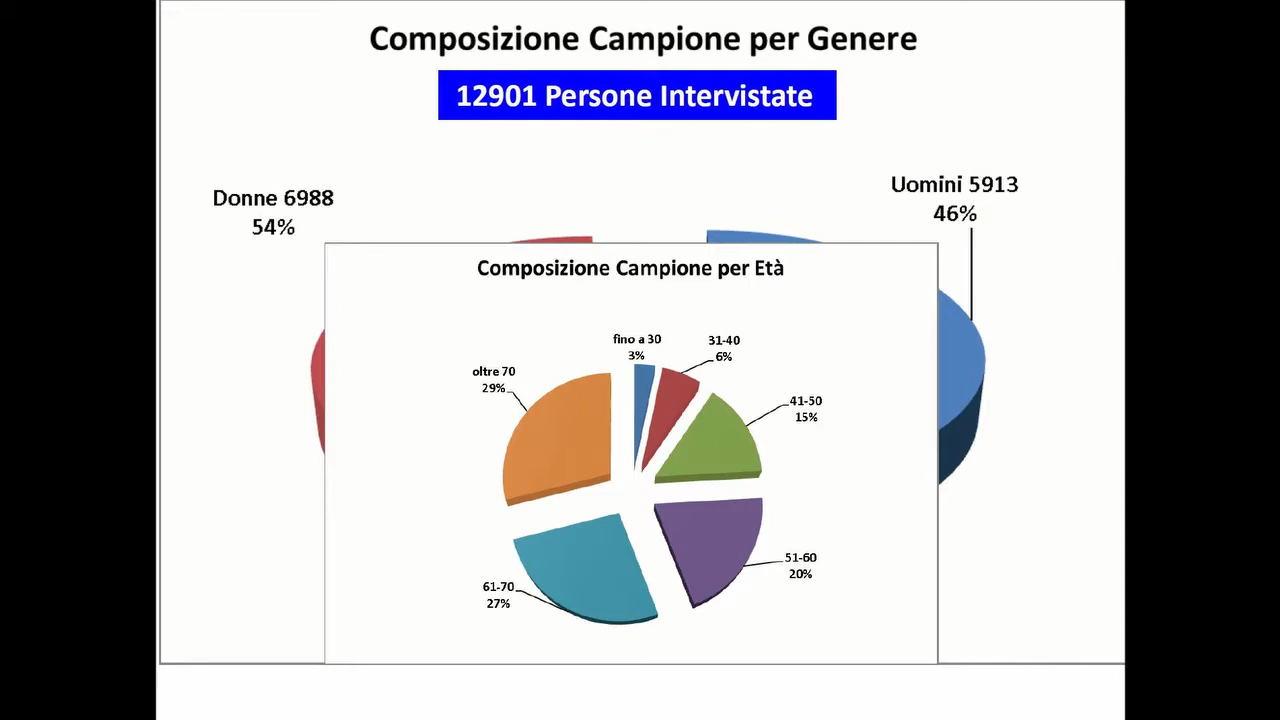 Composizione Campione per Genere
12901 Persone Intervistate
Donne 6988
54%
Uomini 5913
46%
Composizione Campione per Età
fino a 30
3%
31-40
6%
oltre 70
29%
41-50
15%
51-60
20%
61-70
27%